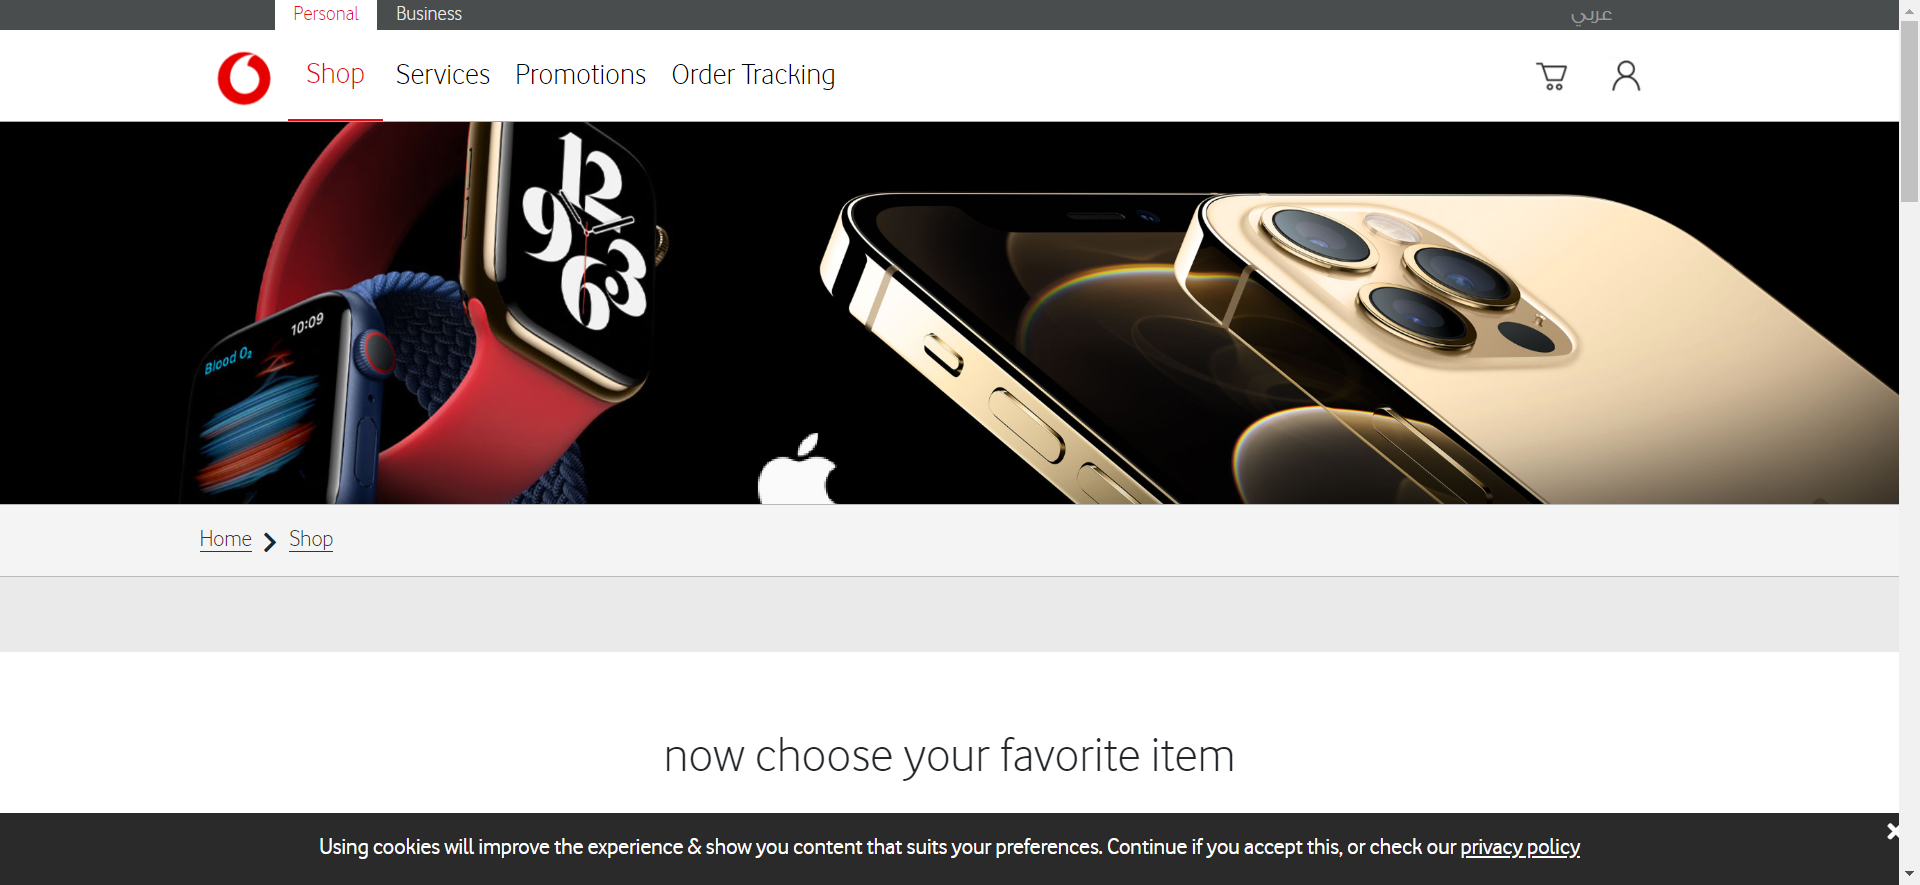 Personal
Business
عربي
Shop
Services
Promotions
Order Tracking
12
9 3
6
10:09
Blood O₂
Home
Shop
now choose your favorite item
Using cookies will improve the experience & show you content that suits your preferences. Continue if you accept this, or check our privacy policy